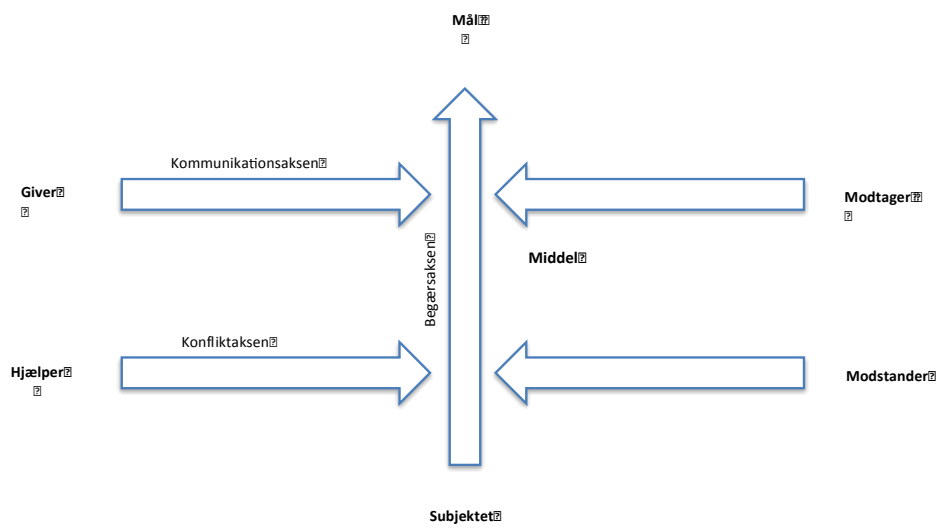 Mål
Kommunikationsaksen
Giver
Modtager
Begærsaksen
Middel
Konfliktaksen
Hjælper
Modstander
Subjektet